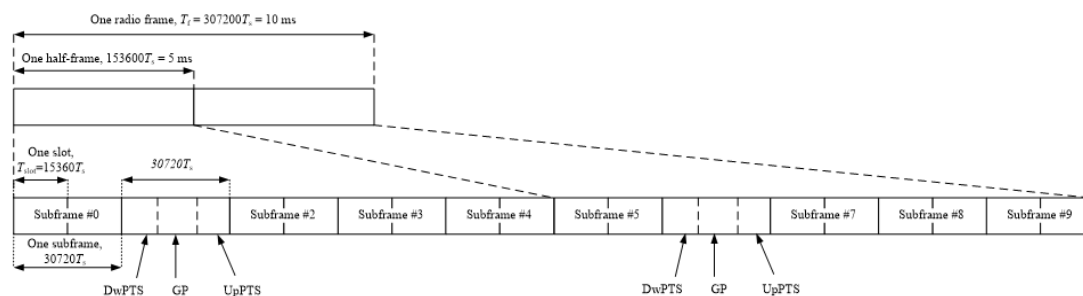 One radio frame, Tf = 307200Ts = 10 ms
One half-frame, 153600Ts = 5 ms
One slot,
Tslot=15360Ts
30720Ts
Subframe #0
Subframe #2
Subframe #3
Subframe #4
Subframe #5
Subframe #7
Subframe #8
Subframe #9
One subframe,
30720Ts
DwPTS
GP
UpPTS
DwPTS
GP
UpPTS